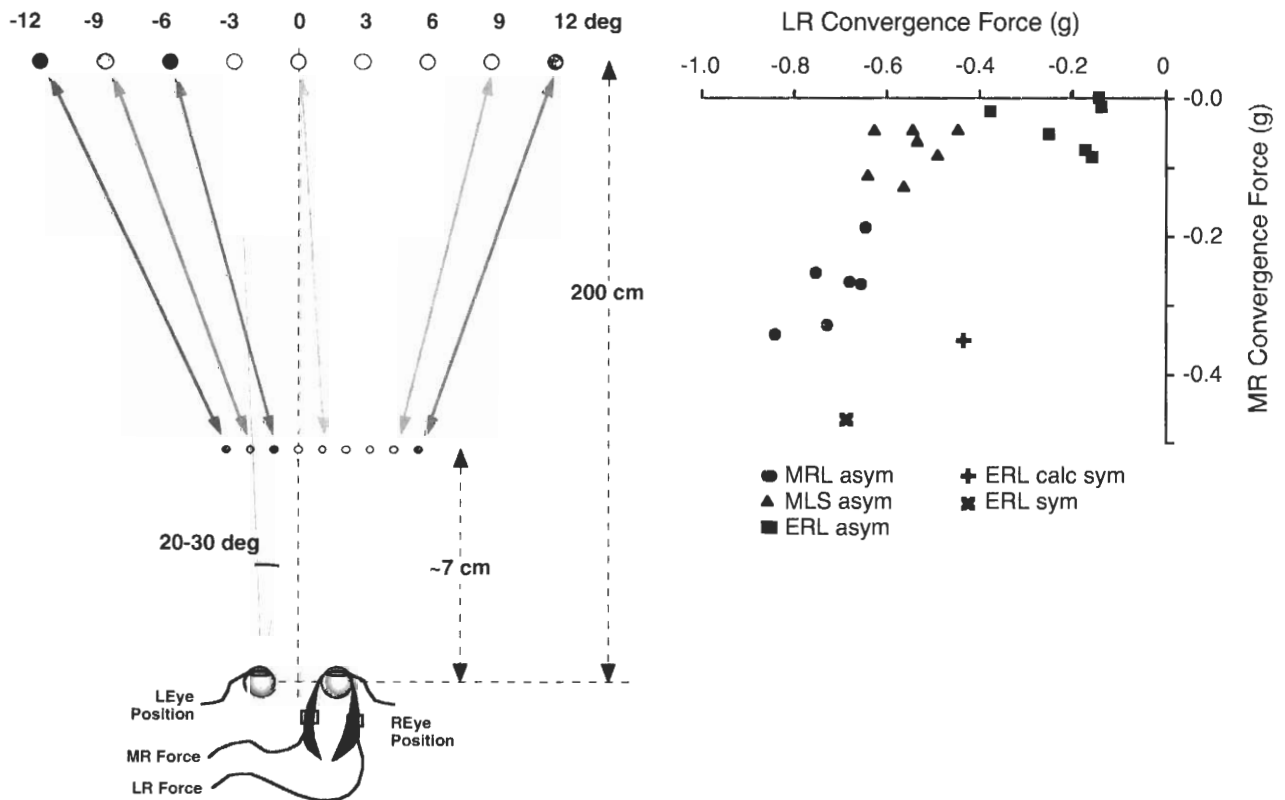 -12 -9 -6 -3 0 3 6 9 12 deg
200 cm
20-30 deg
~7 cm
LEye
Position
REye
Position
MR Force
LR Force
LR Convergence Force (g)
-1.0 -0.8 -0.6 -0.4 -0.2 0
-0.0
-0.2
-0.4
MR Convergence Force (g)
MRL asym
MLS asym
ERL asym
ERL calc sym
ERL sym